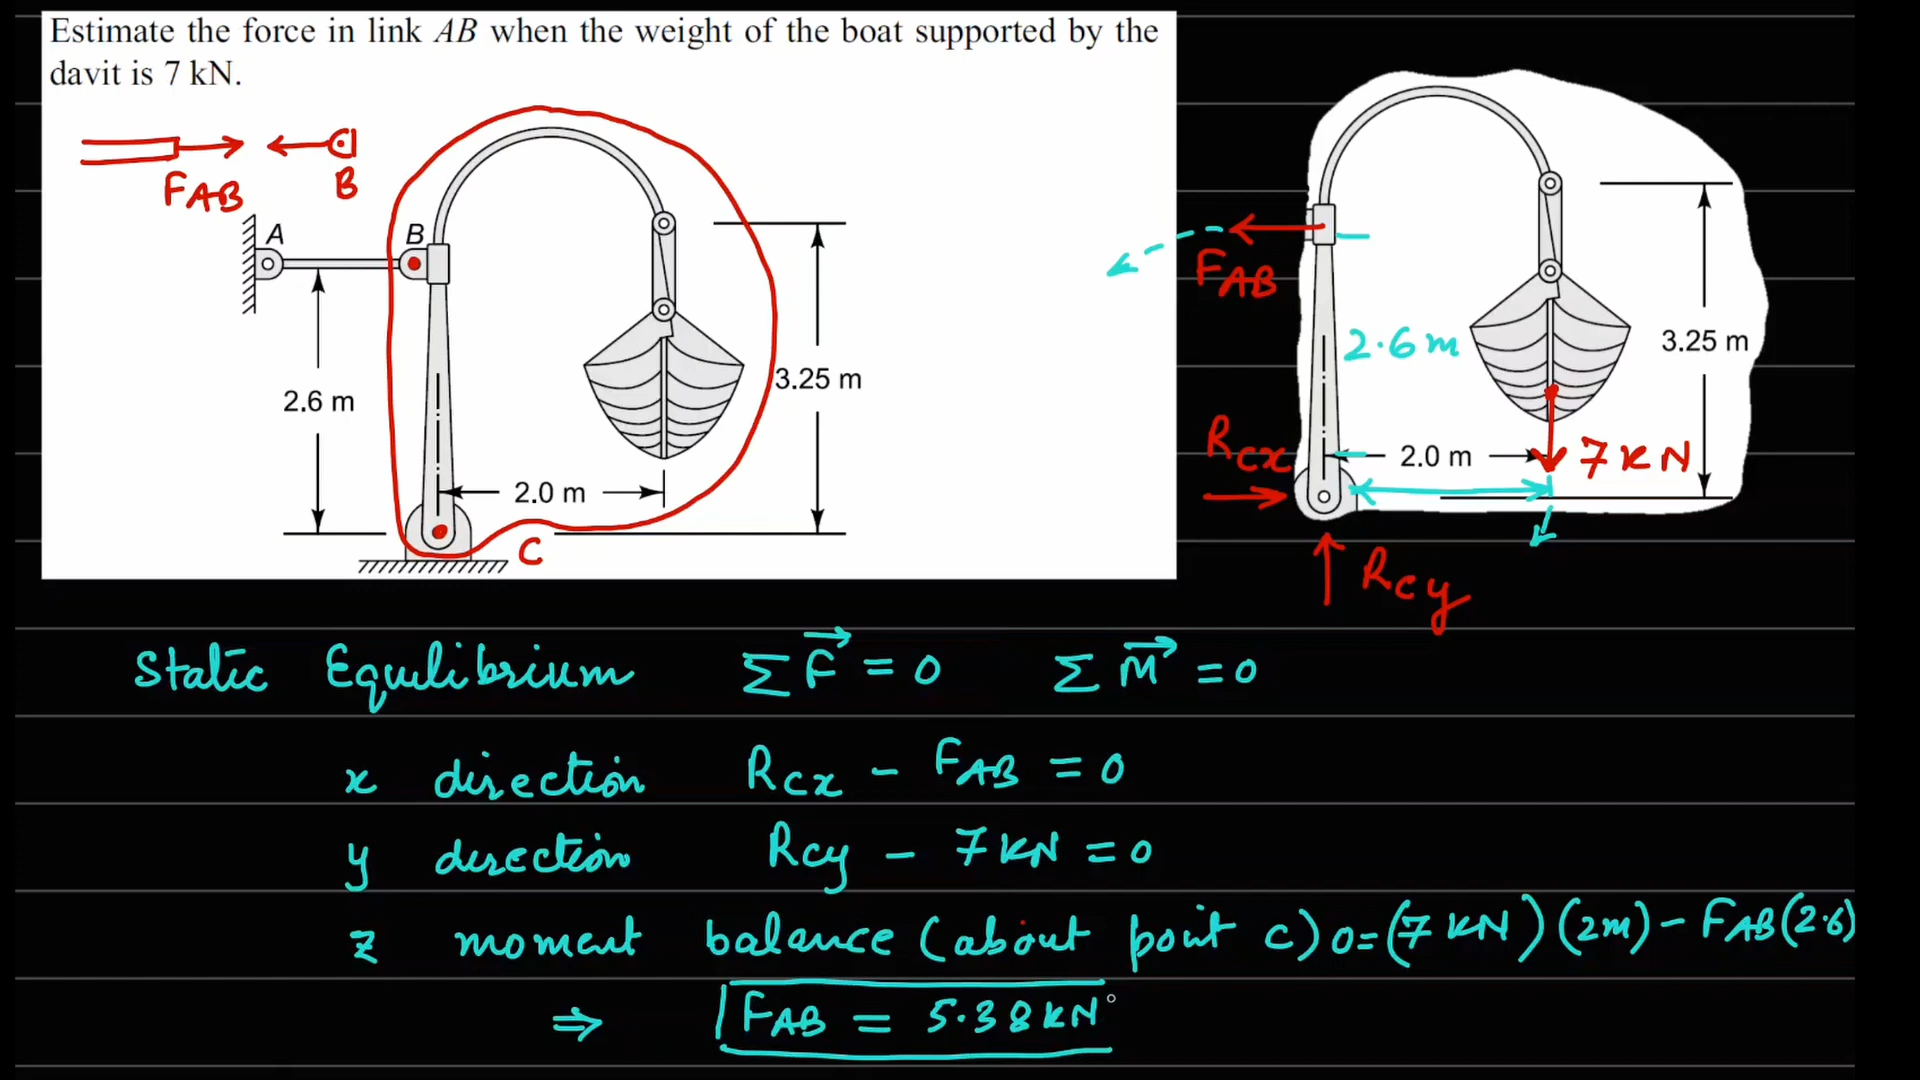 Estimate the force in link AB when the weight of the boat supported by the
davit is 7 kN.
FAB
B
A
B
2.6 m
2.0 m
3.25 m
C
FAB
2.6 m
3.25 m
Rcx
2.0 m
7 KN
Rcy
Static Equilibrium ΣF⃗ = 0 ΣM⃗ = 0
x direction Rcx - FAB = 0
y direction Rcy - 7 KN = 0
z moment balance (about point C) 0=(7 KN)(2m) - FAB(2.6)
⇒ FAB = 5.38 KN